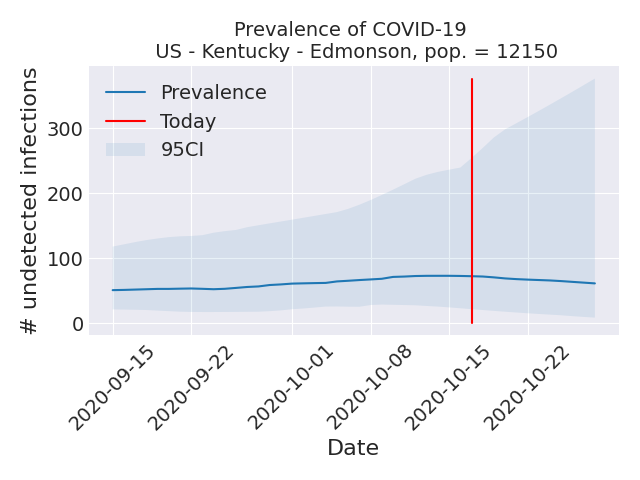 Prevalence of COVID-19
US - Kentucky - Edmonson, pop. = 12150
# undetected infections
300
200
100
0
Prevalence
Today
95CI
2020-09-15
2020-09-22
2020-10-01
2020-10-08
2020-10-15
2020-10-22
Date